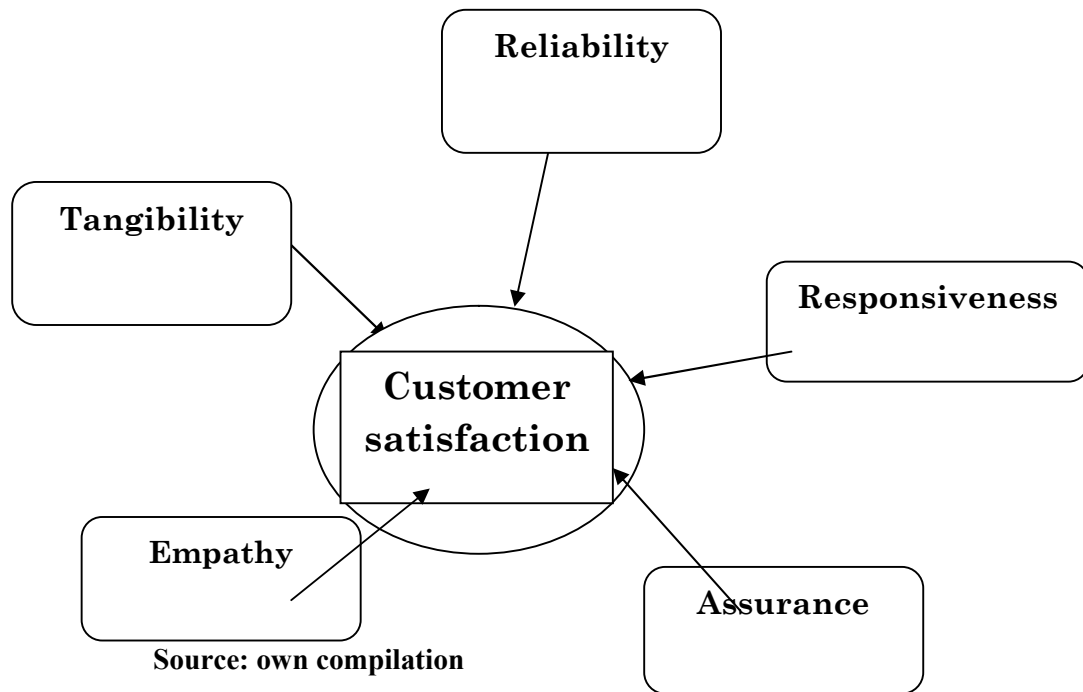 Reliability
Tangibility
Responsiveness
Customer
satisfaction
Empathy
Assurance
Source: own compilation